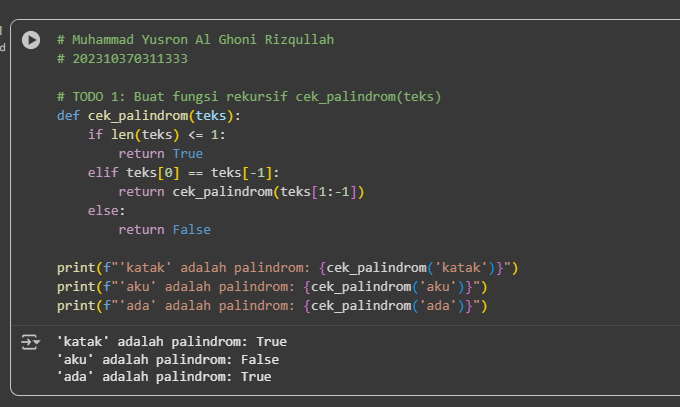 # Muhammad Yusron Al Ghoni Rizqullah
# 202310370311333

# TODO 1: Buat fungsi rekursif cek_palindrom(teks)
def cek_palindrom(teks):
    if len(teks) <= 1:
        return True
    elif teks[0] == teks[-1]:
        return cek_palindrom(teks[1:-1])
    else:
        return False

print(f"'katak' adalah palindrom: {cek_palindrom('katak')}")
print(f"'aku' adalah palindrom: {cek_palindrom('aku')}")
print(f"'ada' adalah palindrom: {cek_palindrom('ada')}")
'katak' adalah palindrom: True
'aku' adalah palindrom: False
'ada' adalah palindrom: True